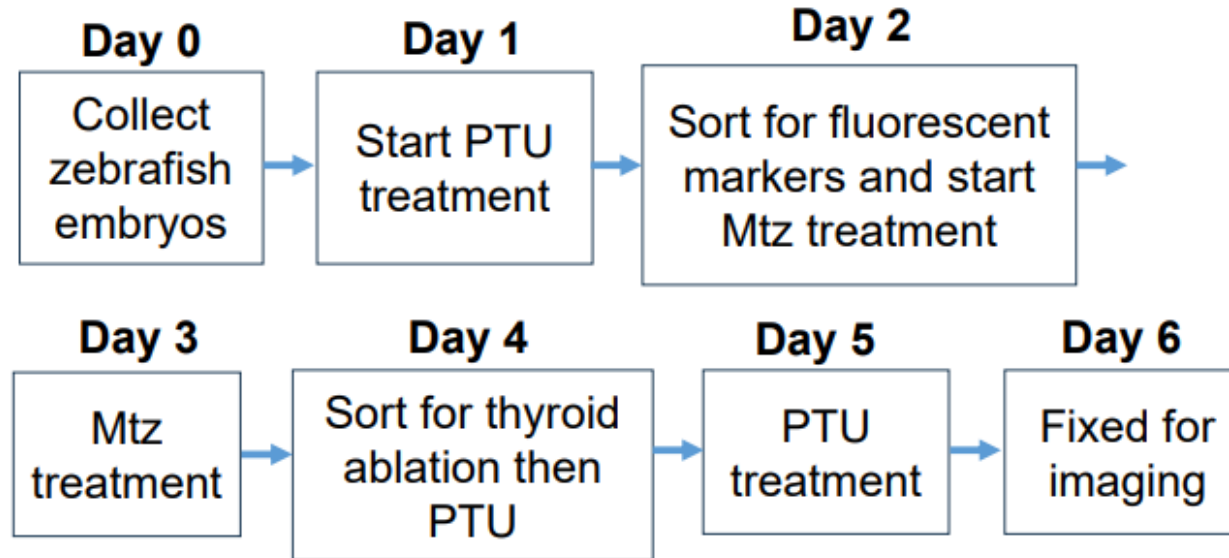 Day 0
Collect
zebrafish
embryos
Day 1
Start PTU
treatment
Day 2
Sort for fluorescent
markers and start
Mtz treatment
Day 3
Mtz
treatment
Day 4
Sort for thyroid
ablation then
PTU
Day 5
PTU
treatment
Day 6
Fixed for
imaging